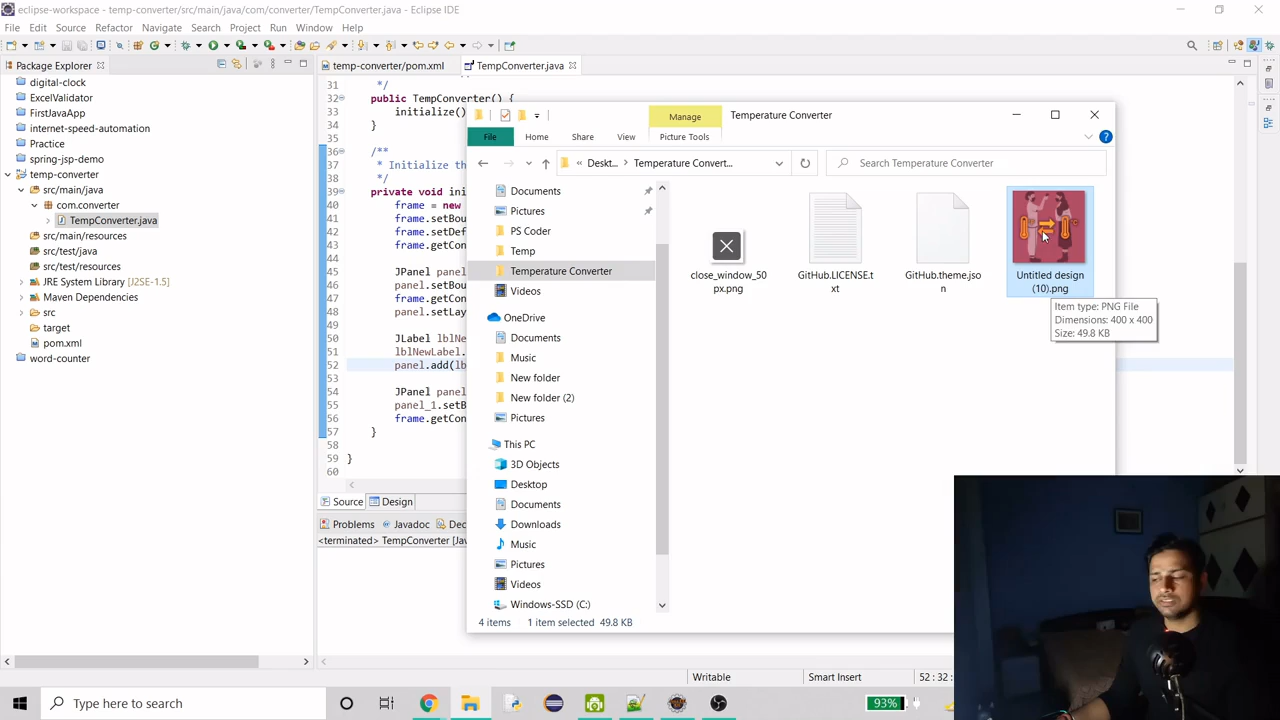 eclipse-workspace - temp-converter/src/main/java/com/converter/TempConverter.java - Eclipse IDE
File Edit Source Refactor Navigate Search Project Run Window Help
Package Explorer
digital-clock
ExcelValidator
FirstJavaApp
internet-speed-automation
Practice
spring-jsp-demo
temp-converter
src/main/java
com.converter
TempConverter.java
src/main/resources
src/test/java
src/test/resources
JRE System Library [J2SE-1.5]
Maven Dependencies
src
target
pom.xml
word-counter
temp-converter/pom.xml TempConverter.java
31 */
32 public TempConverter() {
33 initialize()
34 }
35
36 /**
37 * Initialize th
38 */
39 private void ini
40 frame = new
41 frame.setBou
42 frame.setDef
43 frame.getCon
44
45 JPanel panel
46 panel.setBou
47 frame.getCon
48 panel.setLay
49
50 JLabel lblNew
51 lblNewLabel.
52 panel.add(lb
53
54 JPanel panel
55 panel_1.setB
56 frame.getCon
57 }
58
59 }
60
Source Design
Problems Javadoc Dec
<terminated> TempConverter [Jav
Manage Temperature Converter
File Home Share View Picture Tools
« Deskt... › Temperature Convert... Search Temperature Converter
Documents
Pictures
PS Coder
Temp
Temperature Converter
Videos
OneDrive
Documents
Music
New folder
New folder (2)
Pictures
This PC
3D Objects
Desktop
Documents
Downloads
Music
Pictures
Videos
Windows-SSD (C:)
close_window_50
px.png
GitHub.LICENSE.t
xt
GitHub.theme.jso
n
Untitled design
(10).png
Item type: PNG File
Dimensions: 400 x 400
Size: 49.8 KB
4 items 1 item selected 49.8 KB
Writable Smart Insert 52 : 32 :
Type here to search
93%